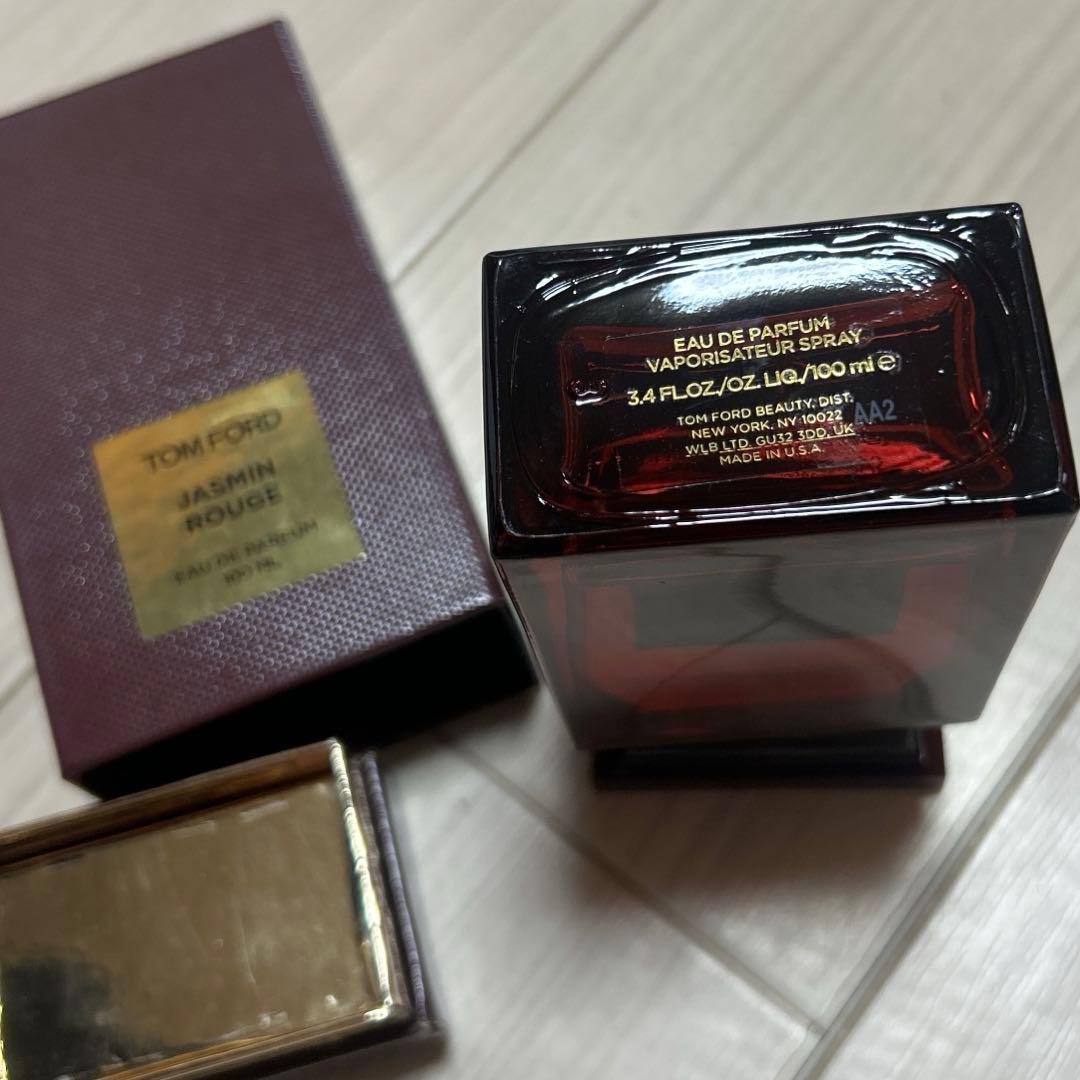 TOM FORD
JASMIN
ROUGE
EAU DE PARFUM
100 ML
EAU DE PARFUM
VAPORISATEUR SPRAY
3.4 FL.OZ./OZ. LIQ./100 ml ℮
TOM FORD BEAUTY, DIST.
NEW YORK, NY 10022
WLB LTD GU32 3DD, UK
MADE IN U.S.A.
AA2